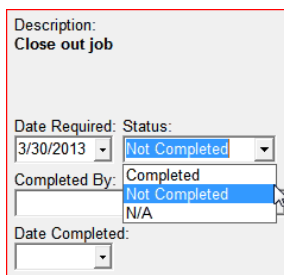 Description:
Close out job
Date Required: Status:
3/30/2013 Not Completed
Completed By: Completed
Not Completed
N/A
Date Completed: